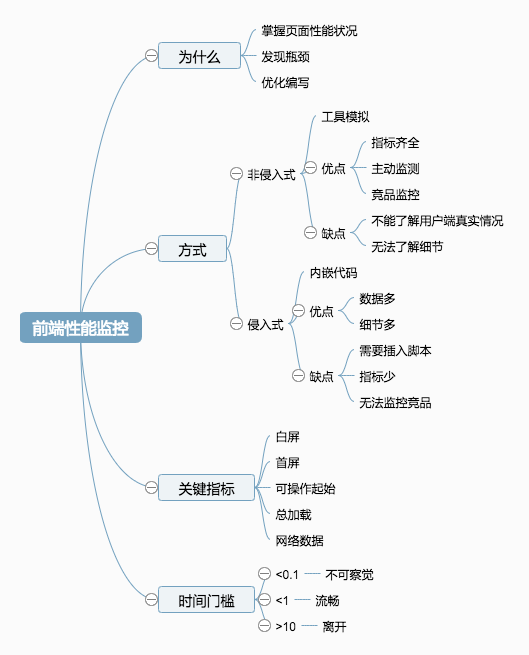 前端性能监控
为什么
掌握页面性能状况
发现瓶颈
优化编写
方式
非侵入式
工具模拟
优点
指标齐全
主动监测
竞品监控
缺点
不能了解用户端真实情况
无法了解细节
侵入式
内嵌代码
优点
数据多
细节多
缺点
需要插入脚本
指标少
无法监控竞品
关键指标
白屏
首屏
可操作起始
总加载
网络数据
时间门槛
<0.1
不可察觉
<1
流畅
>10
离开